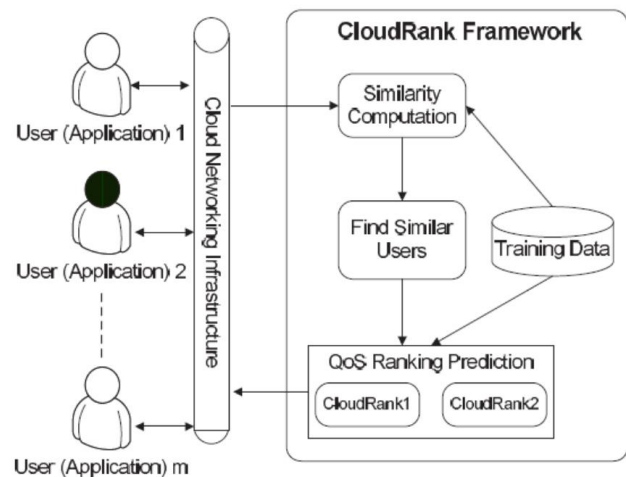 CloudRank Framework
User (Application) 1
User (Application) 2
User (Application) m
Cloud Networking Infrastructure
Similarity
Computation
Find Similar
Users
Training Data
QoS Ranking Prediction
CloudRank1
CloudRank2